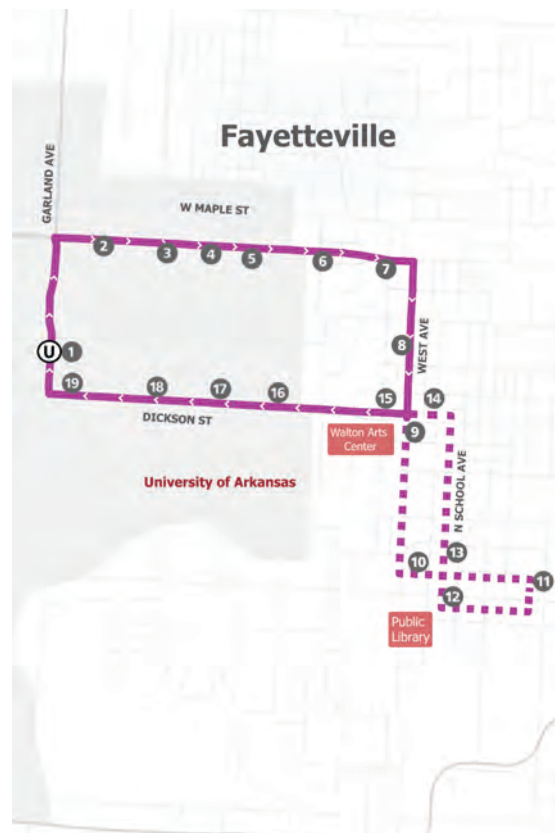 Fayetteville
GARLAND AVE
W MAPLE ST
2
3
4
5
6
7
8
WEST AVE
U 1
19
18
17
16
15
14
DICKSON ST
9
Walton Arts
Center
N SCHOOL AVE
University of Arkansas
13
10
11
12
Public
Library